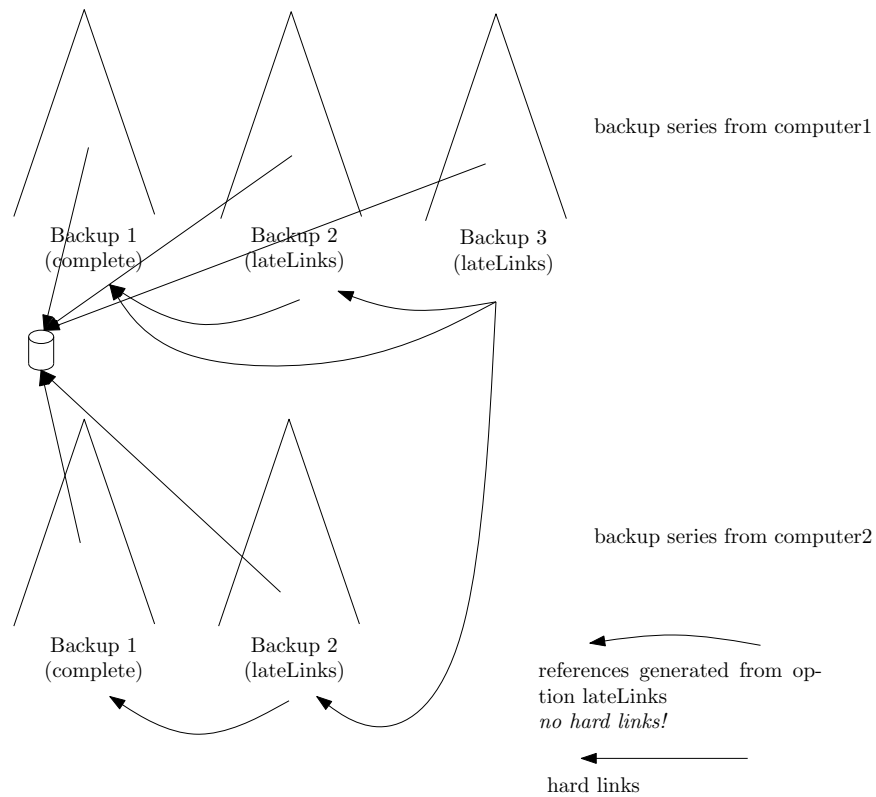 backup series from computer1
Backup 1
(complete)
Backup 2
(lateLinks)
Backup 3
(lateLinks)
backup series from computer2
Backup 1
(complete)
Backup 2
(lateLinks)
references generated from op-
tion lateLinks
no hard links!
hard links